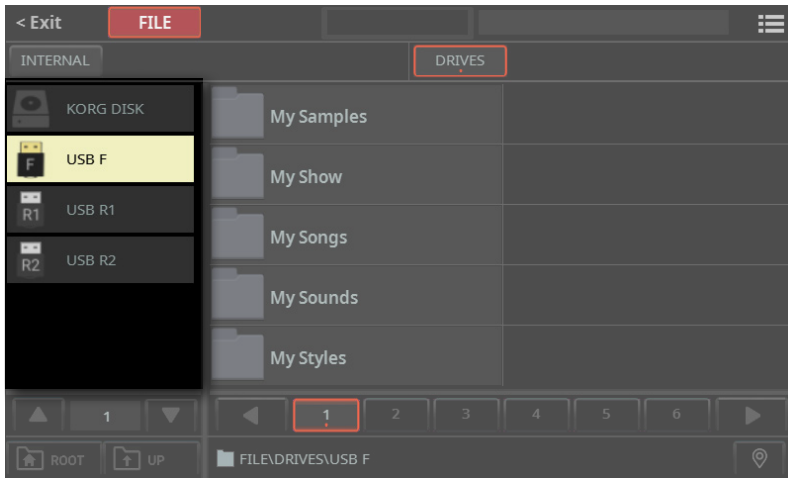 < Exit FILE
INTERNAL DRIVES
KORG DISK
F USB F
R1 USB R1
R2 USB R2
My Samples
My Show
My Songs
My Sounds
My Styles
1 1 2 3 4 5 6
ROOT UP FILE\DRIVES\USB F